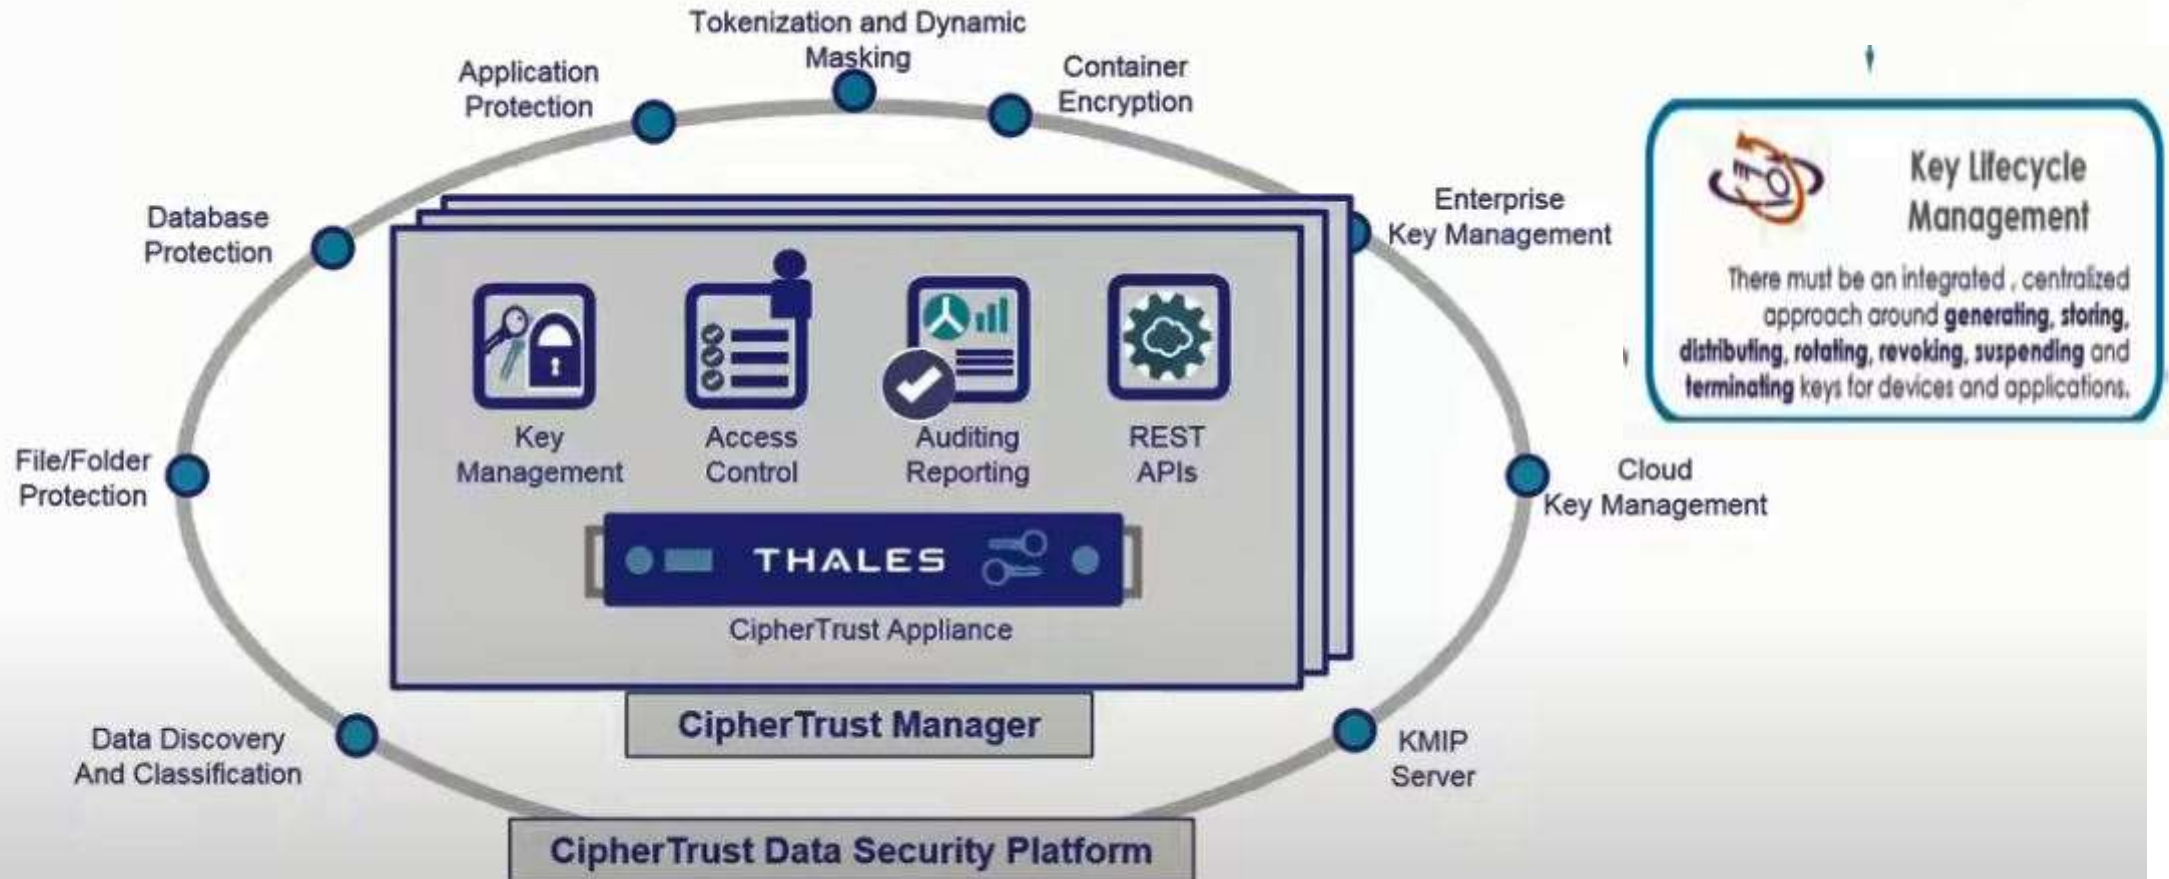 Tokenization and Dynamic
Masking
Application
Protection
Container
Encryption
Database
Protection
Enterprise
Key Management
File/Folder
Protection
Cloud
Key Management
Data Discovery
And Classification
KMIP
Server
Key
Management
Access
Control
Auditing
Reporting
REST
APIs
THALES
CipherTrust Appliance
CipherTrust Manager
CipherTrust Data Security Platform
Key Lifecycle
Management
There must be an integrated , centralized
approach around generating, storing,
distributing, rotating, revoking, suspending and
terminating keys for devices and applications.